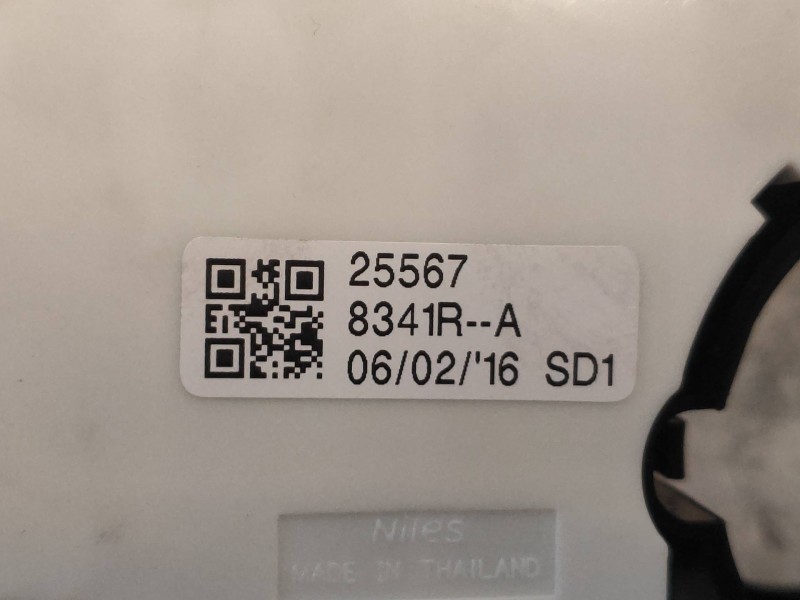 25567
8341R--A
06/02/'16 SD1
Niles
MADE IN THAILAND